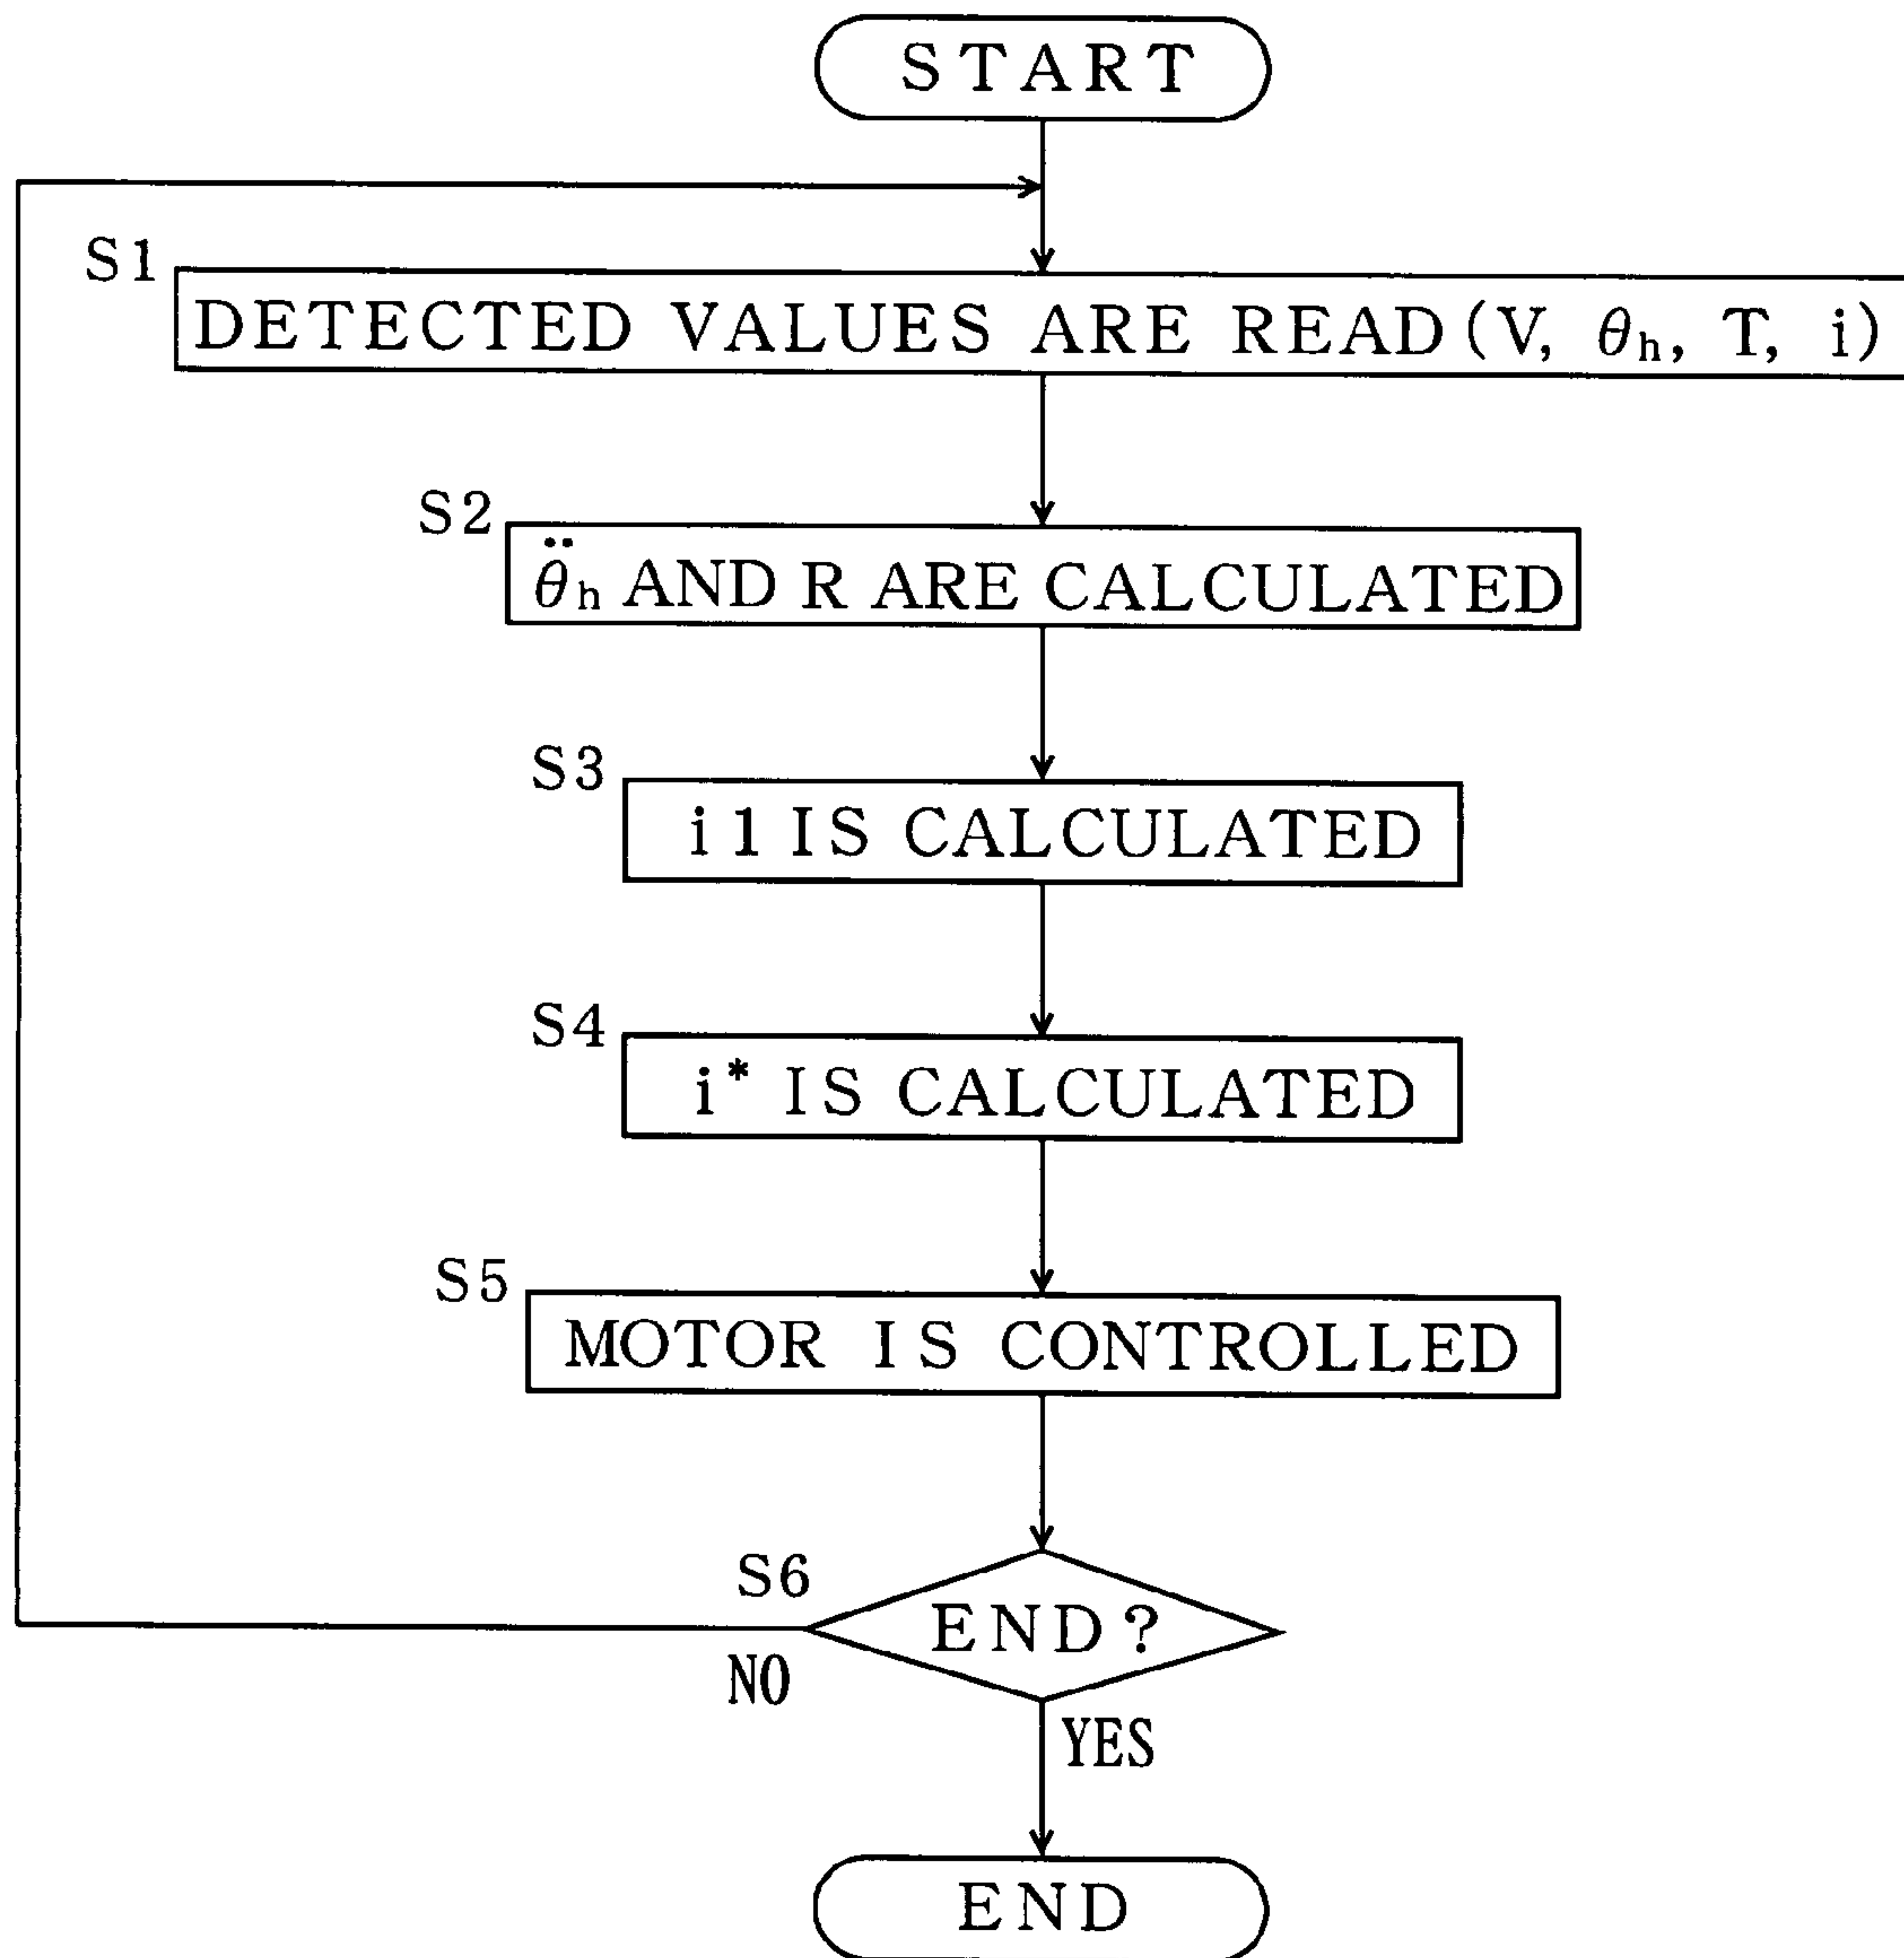 START
S1
DETECTED VALUES ARE READ (V, θh, T, i)
S2
θ̈h AND R ARE CALCULATED
S3
i1 IS CALCULATED
S4
i* IS CALCULATED
S5
MOTOR IS CONTROLLED
S6
END?
NO
YES
END